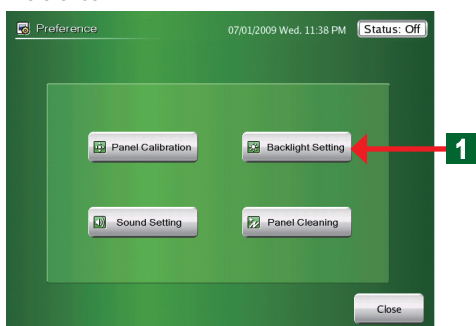 Preference
07/01/2009 Wed. 11:38 PM
Status: Off
Panel Calibration
Backlight Setting
1
Sound Setting
Panel Cleaning
Close